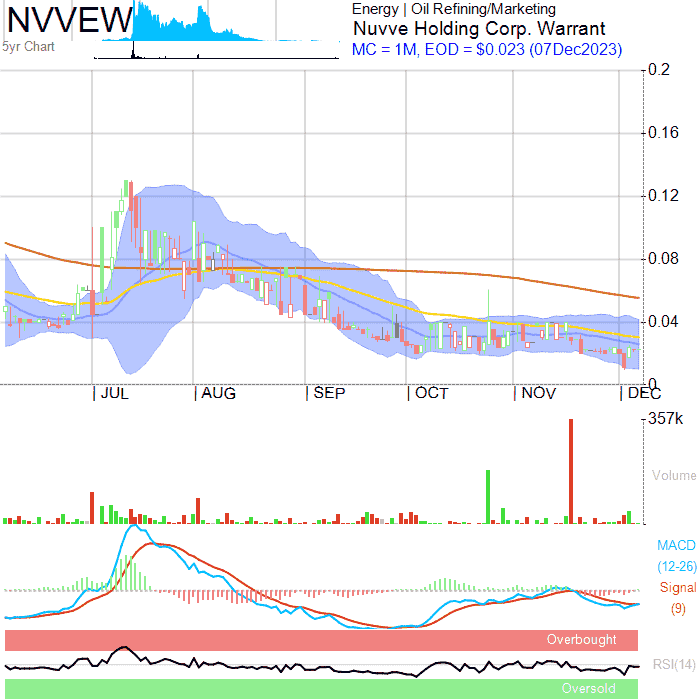 NVVEW
5yr Chart
Energy | Oil Refining/Marketing
Nuvve Holding Corp. Warrant
MC = 1M, EOD = $0.023 (07Dec2023)
0.2
0.16
0.12
0.08
0.04
0
| JUL | AUG | SEP | OCT | NOV | DEC
357k
Volume
MACD
(12-26)
Signal
(9)
Overbought
RSI(14)
Oversold